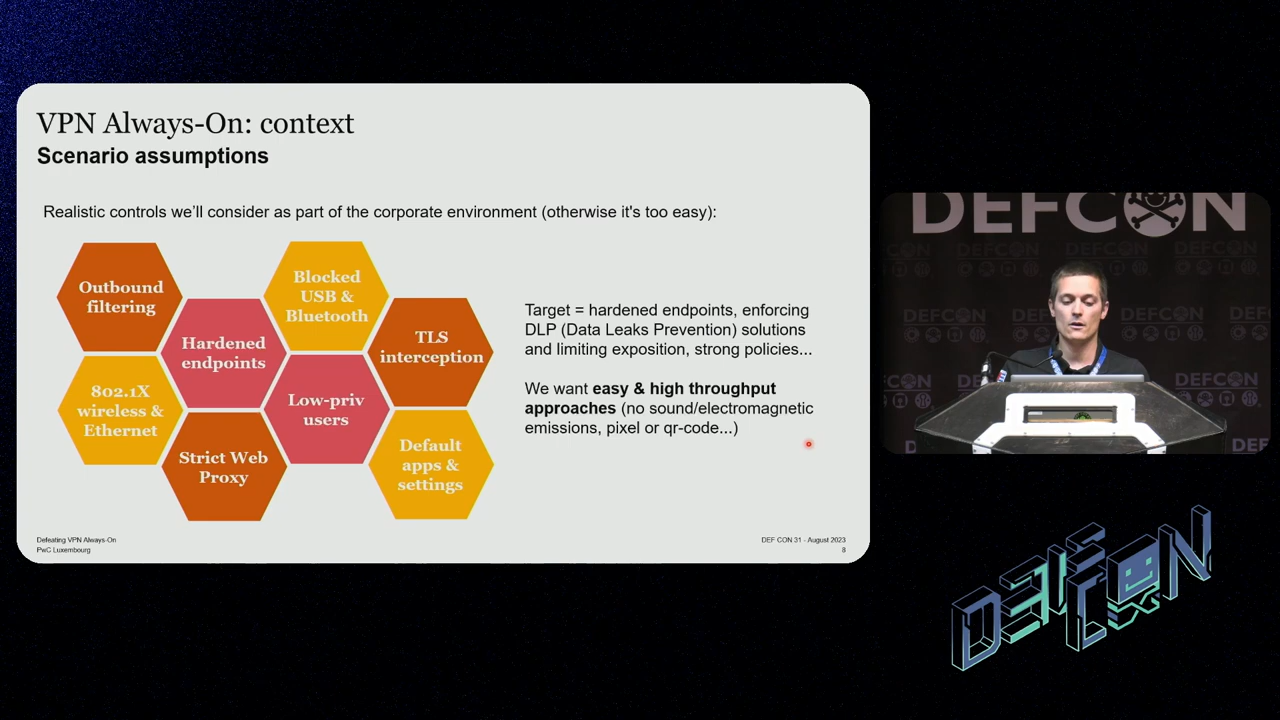 VPN Always-On: context
Scenario assumptions
Realistic controls we'll consider as part of the corporate environment (otherwise it's too easy):
Outbound
filtering
Blocked
USB &
Bluetooth
Hardened
endpoints
TLS
interception
802.1X
wireless &
Ethernet
Low-priv
users
Strict Web
Proxy
Default
apps &
settings
Target = hardened endpoints, enforcing
DLP (Data Leaks Prevention) solutions
and limiting exposition, strong policies...
We want easy & high throughput
approaches (no sound/electromagnetic
emissions, pixel or qr-code...)
Defeating VPN Always-On
PwC Luxembourg
DEF CON 31 - August 2023
8
DEFCON
DEFCON
DEFCON
DEFCON
DEFCON